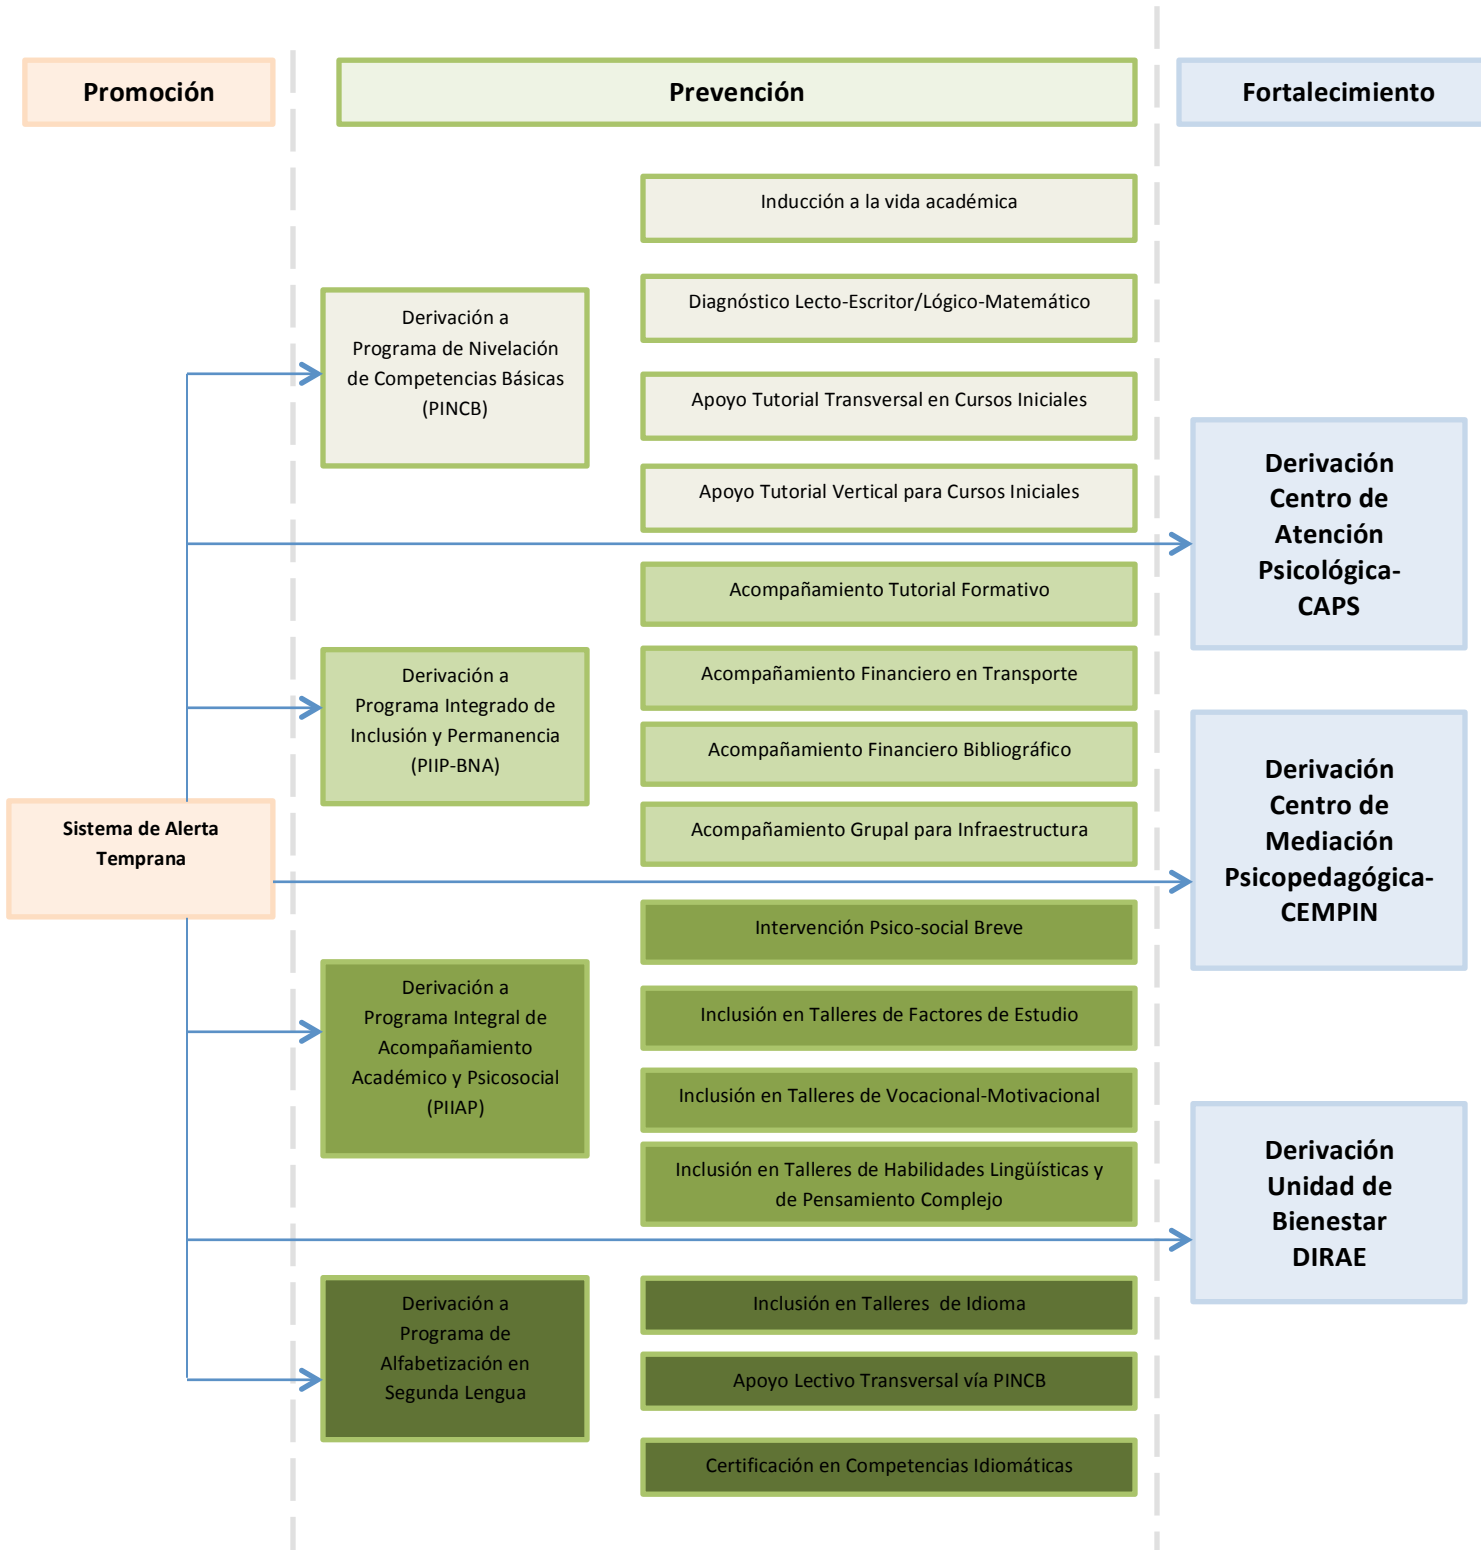 Promoción
Prevención
Fortalecimiento
Inducción a la vida académica
Derivación a
Programa de Nivelación
de Competencias Básicas
(PINCB)
Diagnóstico Lecto-Escritor/Lógico-Matemático
Apoyo Tutorial Transversal en Cursos Iniciales
Apoyo Tutorial Vertical para Cursos Iniciales
Derivación
Centro de
Atención
Psicológica-
CAPS
Acompañamiento Tutorial Formativo
Derivación a
Programa Integrado de
Inclusión y Permanencia
(PIIP-BNA)
Acompañamiento Financiero en Transporte
Acompañamiento Financiero Bibliográfico
Acompañamiento Grupal para Infraestructura
Derivación
Centro de
Mediación
Psicopedagógica-
CEMPIN
Sistema de Alerta
Temprana
Intervención Psico-social Breve
Derivación a
Programa Integral de
Acompañamiento
Académico y Psicosocial
(PIIAP)
Inclusión en Talleres de Factores de Estudio
Inclusión en Talleres de Vocacional-Motivacional
Inclusión en Talleres de Habilidades Lingüísticas y
de Pensamiento Complejo
Derivación
Unidad de
Bienestar
DIRAE
Derivación a
Programa de
Alfabetización en
Segunda Lengua
Inclusión en Talleres  de Idioma
Apoyo Lectivo Transversal vía PINCB
Certificación en Competencias Idiomáticas